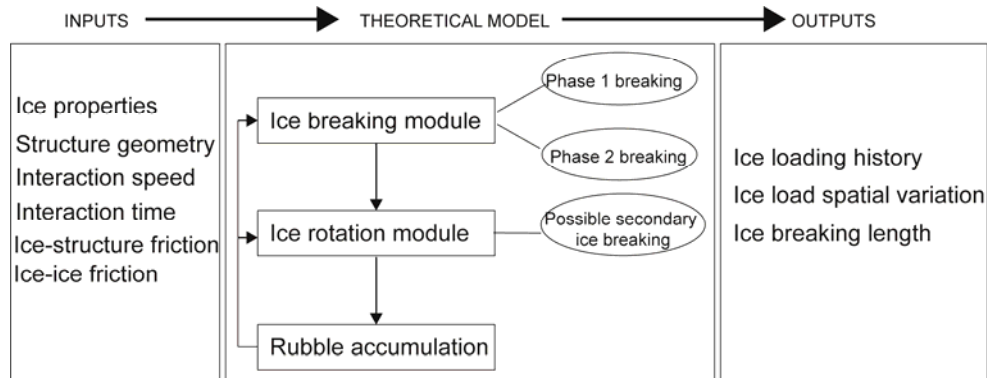 INPUTS
THEORETICAL MODEL
OUTPUTS
Ice properties
Structure geometry
Interaction speed
Interaction time
Ice-structure friction
Ice-ice friction
Ice breaking module
Phase 1 breaking
Phase 2 breaking
Ice rotation module
Possible secondary
ice breaking
Rubble accumulation
Ice loading history
Ice load spatial variation
Ice breaking length